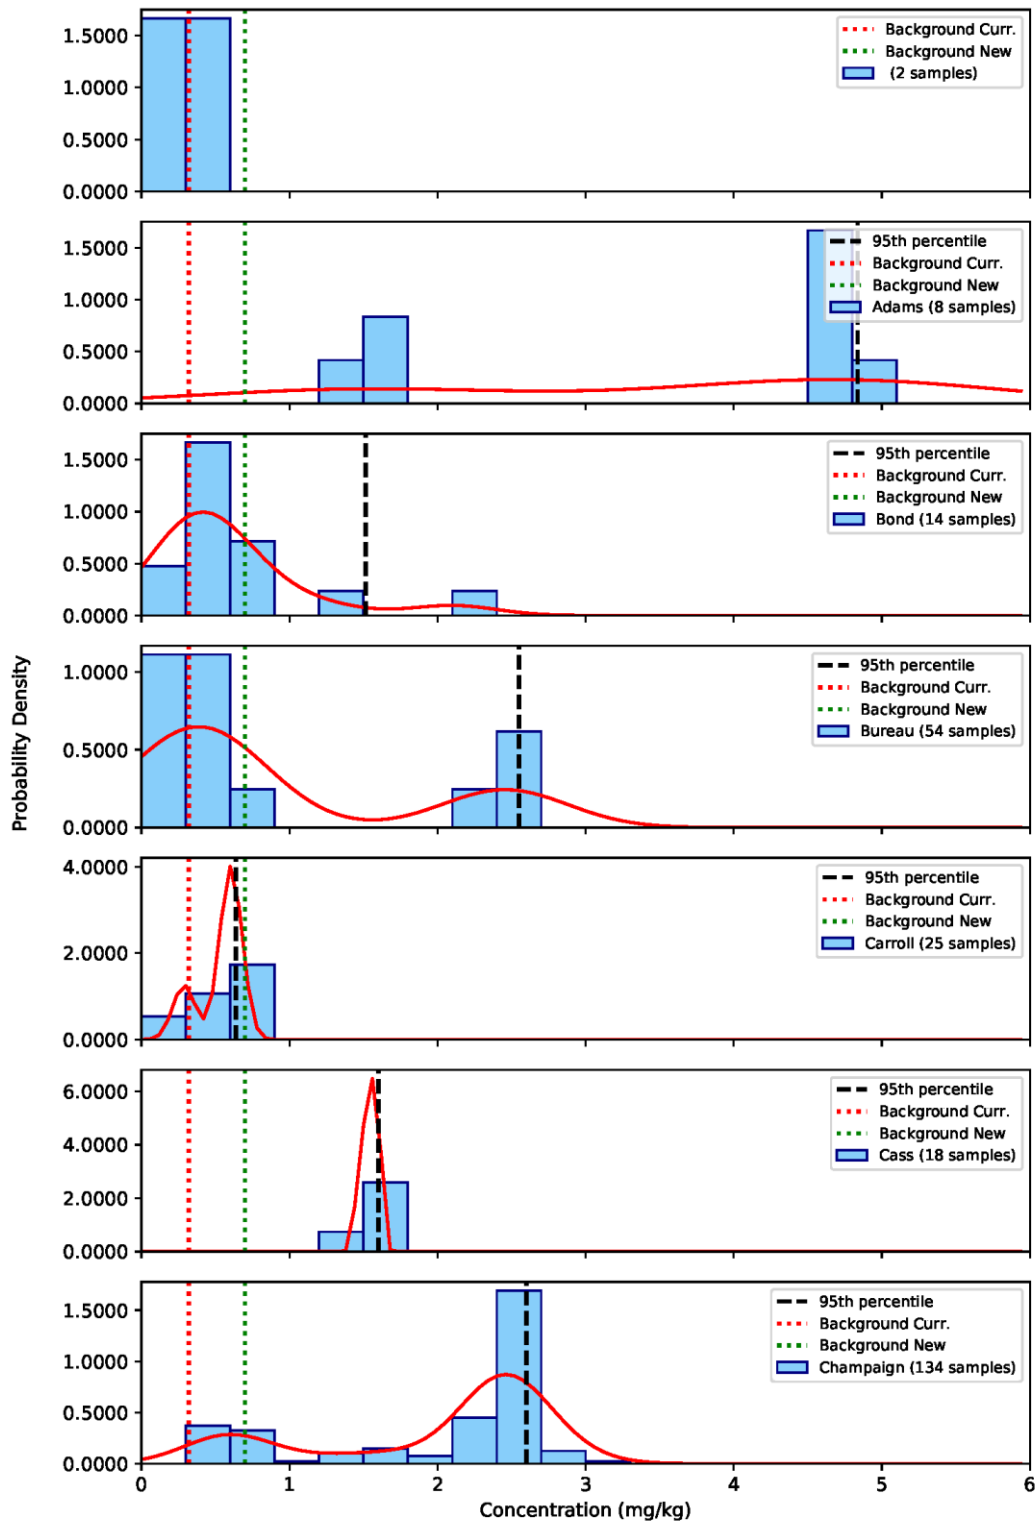 Probability Density
1.5000
1.0000
0.5000
0.0000
Background Curr.
Background New
(2 samples)
1.5000
1.0000
0.5000
0.0000
95th percentile
Background Curr.
Background New
Adams (8 samples)
1.5000
1.0000
0.5000
0.0000
95th percentile
Background Curr.
Background New
Bond (14 samples)
1.0000
0.5000
0.0000
95th percentile
Background Curr.
Background New
Bureau (54 samples)
4.0000
2.0000
0.0000
95th percentile
Background Curr.
Background New
Carroll (25 samples)
6.0000
4.0000
2.0000
0.0000
95th percentile
Background Curr.
Background New
Cass (18 samples)
1.5000
1.0000
0.5000
0.0000
95th percentile
Background Curr.
Background New
Champaign (134 samples)
0 1 2 3 4 5 6
Concentration (mg/kg)